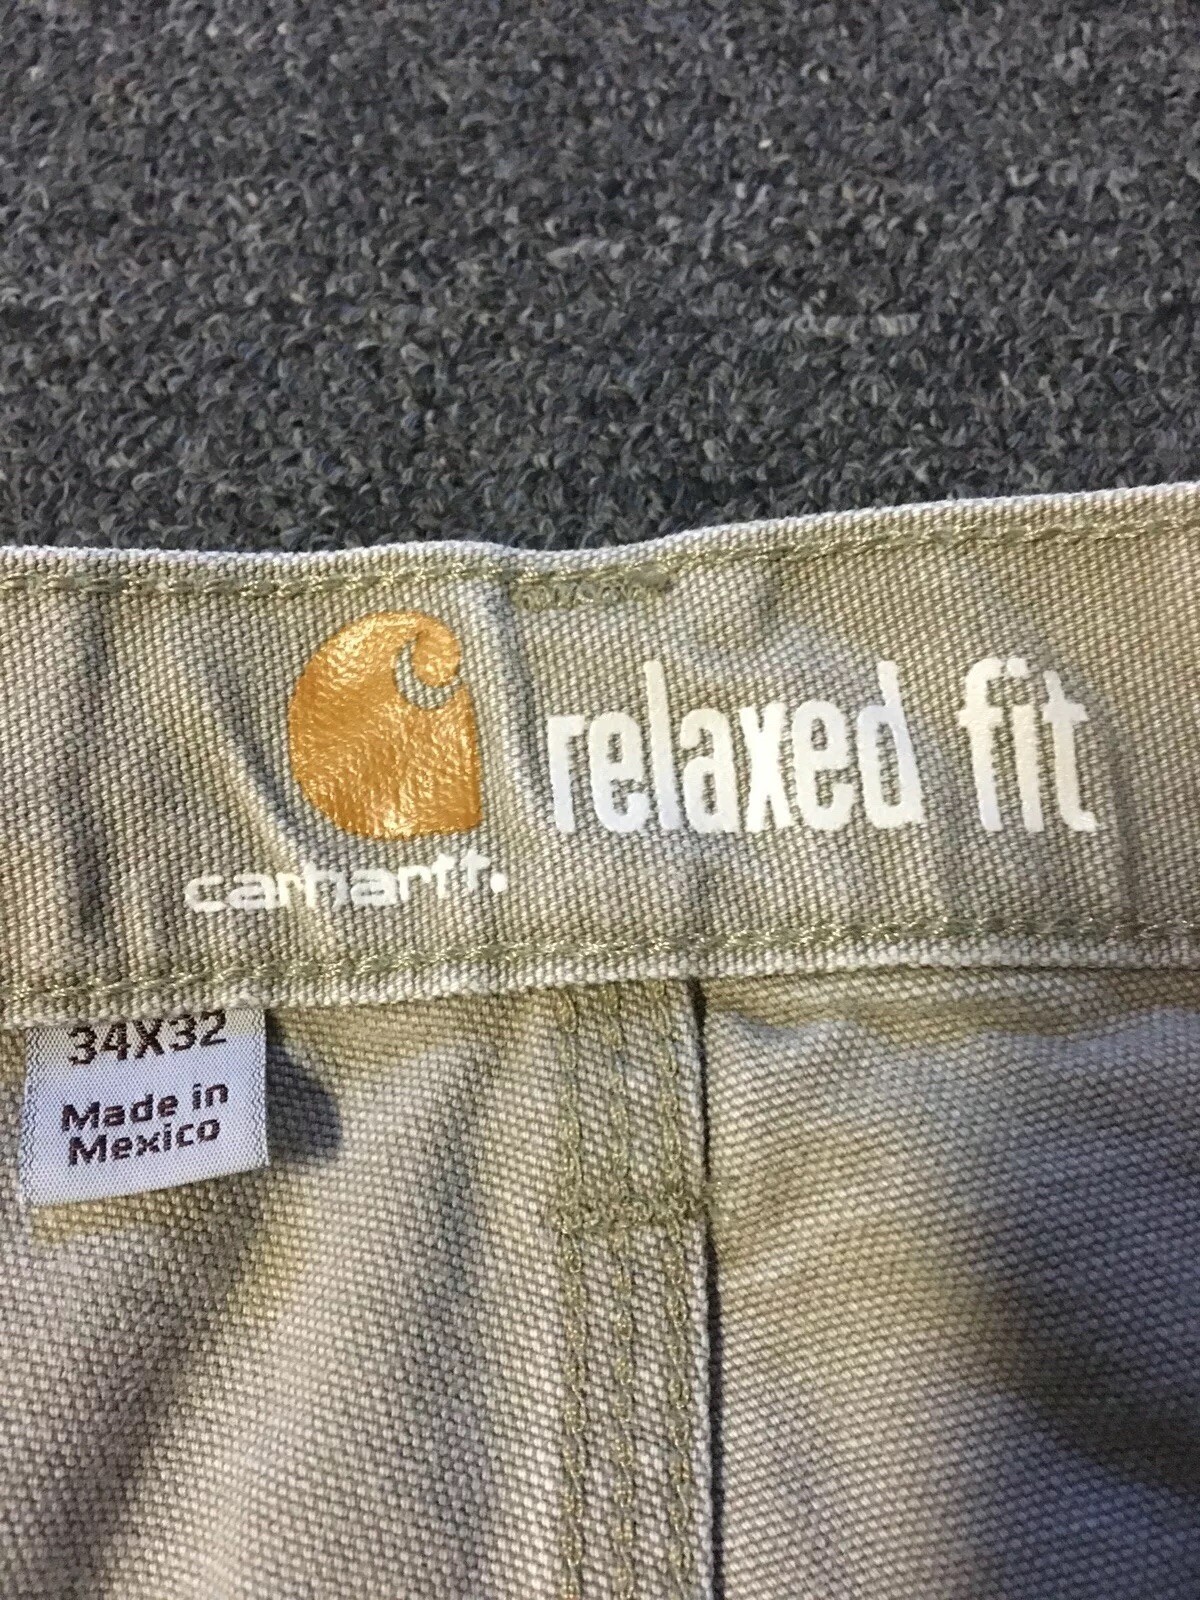 relaxed fit
carhartt.
34X32
Made in
Mexico